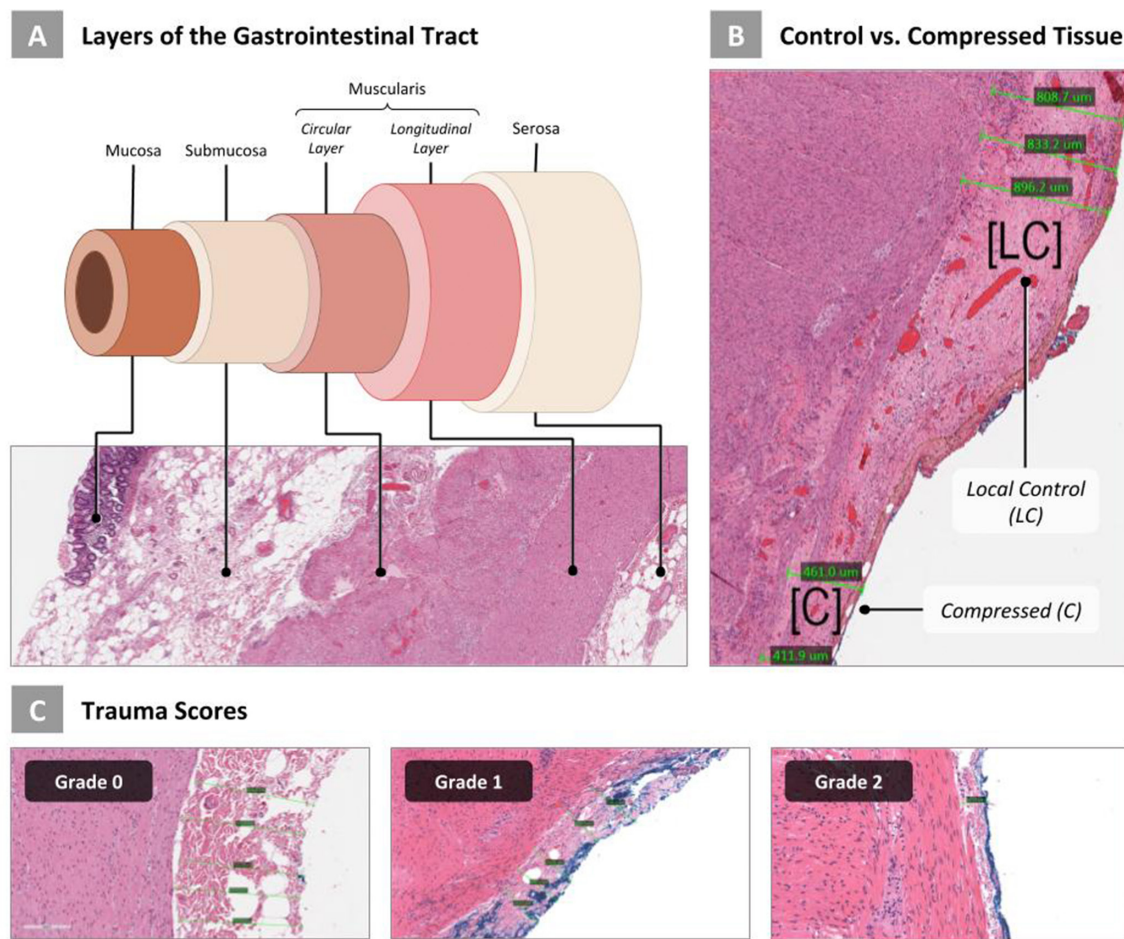 A Layers of the Gastrointestinal Tract
Muscularis
Circular
Layer
Longitudinal
Layer
Serosa
Mucosa
Submucosa
B Control vs. Compressed Tissue
808.7 um
833.2 um
896.2 um
[LC]
Local Control
(LC)
461.0 um
[C]
Compressed (C)
411.9 um
C Trauma Scores
Grade 0
Grade 1
Grade 2